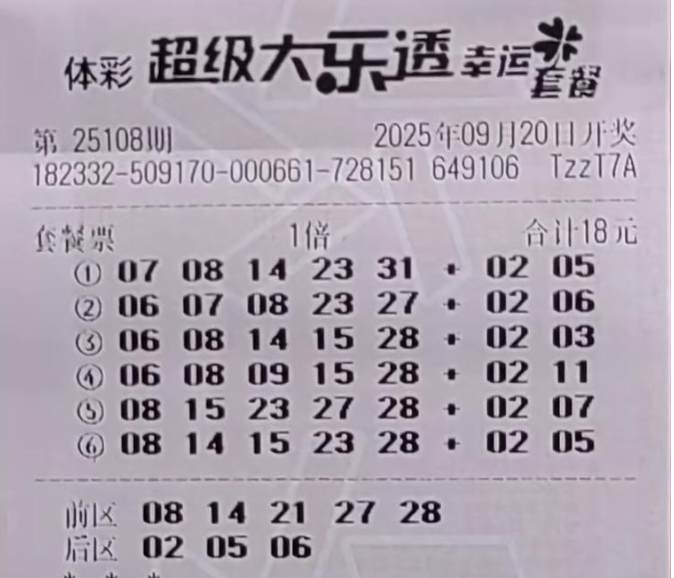 体彩 超级大乐透 幸运套餐
第 25108期 2025年09月20日开奖
182332-509170-000661-728151 649106 TzzT7A
套餐票 1倍 合计18元
① 07 08 14 23 31 + 02 05
② 06 07 08 23 27 + 02 06
③ 06 08 14 15 28 + 02 03
④ 06 08 09 15 28 + 02 11
⑤ 08 15 23 27 28 + 02 07
⑥ 08 14 15 23 28 + 02 05
前区 08 14 21 27 28
后区 02 05 06